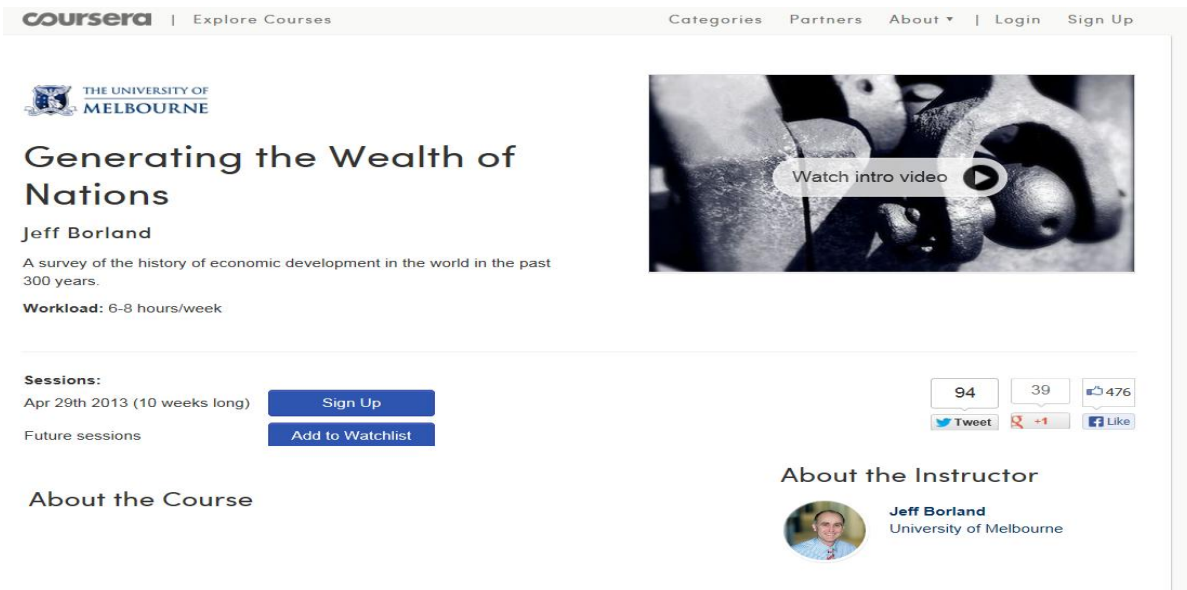 coursera | Explore Courses
Categories Partners About ▾ | Login Sign Up
THE UNIVERSITY OF
MELBOURNE
Generating the Wealth of
Nations
Jeff Borland
A survey of the history of economic development in the world in the past
300 years.
Workload: 6-8 hours/week
Watch intro video
Sessions:
Apr 29th 2013 (10 weeks long)
Sign Up
Future sessions
Add to Watchlist
94
39
476
Tweet
+1
Like
About the Course
About the Instructor
Jeff Borland
University of Melbourne